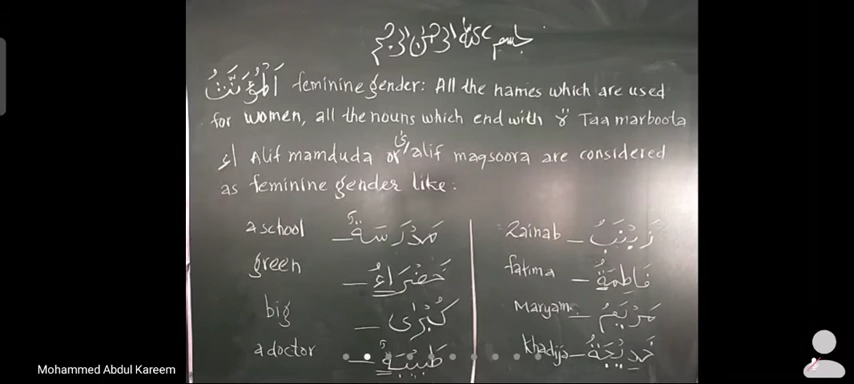 بسم الله الرحمن الرحيم
اَلْمُؤَنَّثُ feminine gender: All the names which are used
for women, all the nouns which end with ة Taa marboota
اء Alif mamduda or ىٰ alif maqsoora are considered
as feminine gender like:
a school – مَدْرَسَةٌ
green – خَضْرَاءُ
big – كُبْرٰى
a doctor – طَبِيْبَةٌ
Zainab – زَيْنَبُ
fatima – فَاطِمَةُ
Maryam – مَرْيَمُ
Khadija – خَدِيْجَةُ
Mohammed Abdul Kareem